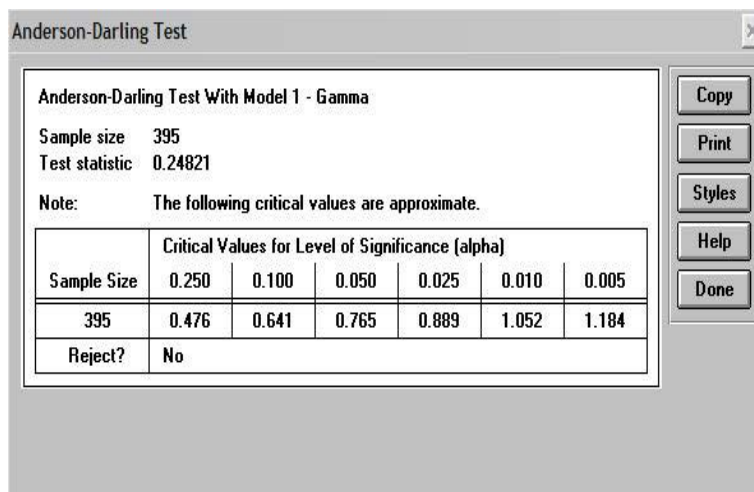 Anderson-Darling Test
Anderson-Darling Test With Model 1 - Gamma
Sample size 395
Test statistic 0.24821
Note: The following critical values are approximate.
Critical Values for Level of Significance (alpha)
Sample Size 0.250 0.100 0.050 0.025 0.010 0.005
395 0.476 0.641 0.765 0.889 1.052 1.184
Reject? No
Copy
Print
Styles
Help
Done